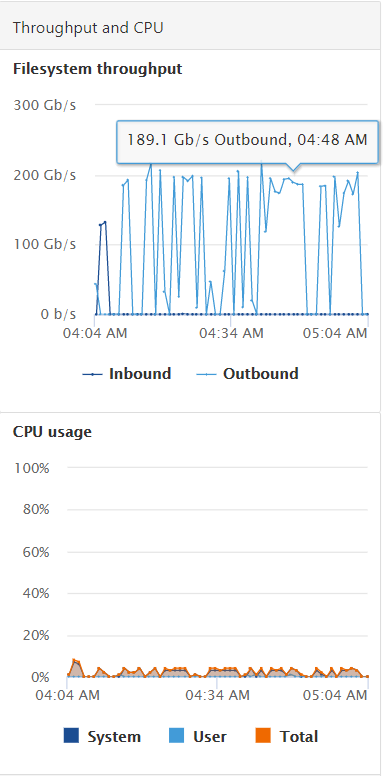 Throughput and CPU
Filesystem throughput
300 Gb/s
189.1 Gb/s Outbound, 04:48 AM
200 Gb/s
100 Gb/s
0 b/s
04:04 AM 04:34 AM 05:04 AM
Inbound Outbound
CPU usage
100%
80%
60%
40%
20%
0%
04:04 AM 04:34 AM 05:04 AM
System User Total